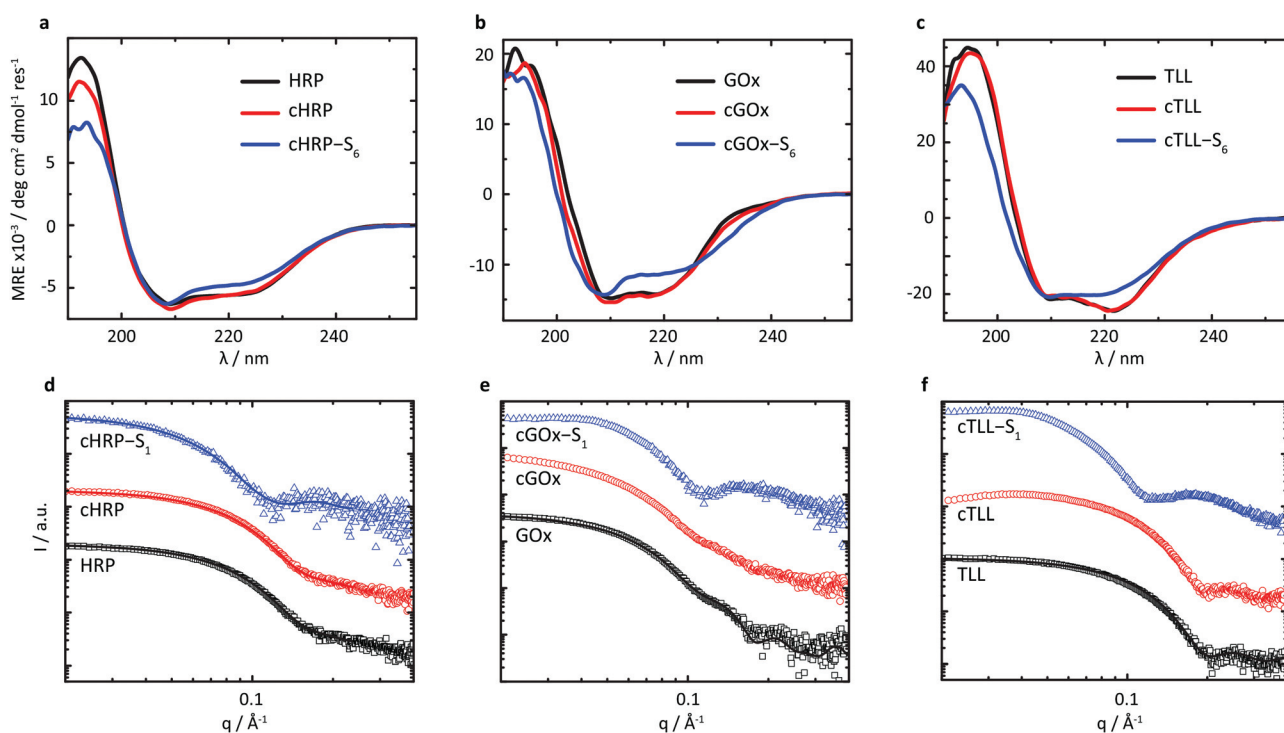 a
HRP
cHRP
cHRP–S₆
10
5
0
-5
MRE x10⁻³ / deg cm² dmol⁻¹ res⁻¹
200
220
240
λ / nm
b
GOx
cGOx
cGOx–S₆
20
10
0
-10
200
220
240
λ / nm
c
TLL
cTLL
cTLL–S₆
40
20
0
-20
200
220
240
λ / nm
d
cHRP–S₁
cHRP
HRP
I / a.u.
0.1
q / Å⁻¹
e
cGOx–S₁
cGOx
GOx
0.1
q / Å⁻¹
f
cTLL–S₁
cTLL
TLL
0.1
q / Å⁻¹